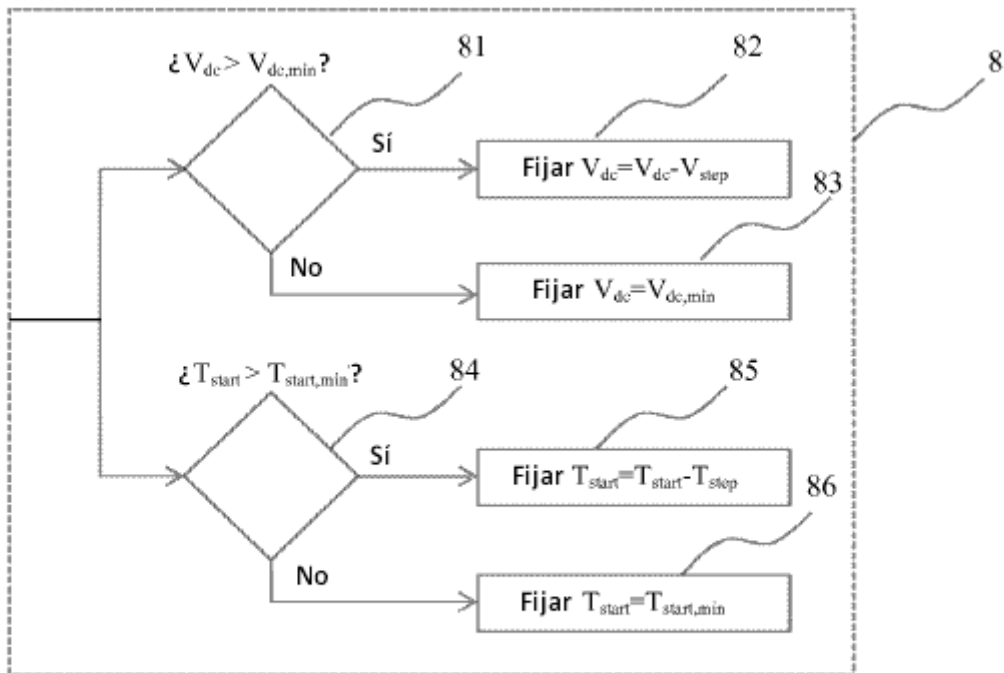 81
82
8
¿V_dc > V_dc,min?
Sí
Fijar V_dc=V_dc-V_step
83
No
Fijar V_dc=V_dc,min
¿T_start > T_start,min?
84
85
Sí
Fijar T_start=T_start-T_step
86
No
Fijar T_start=T_start,min